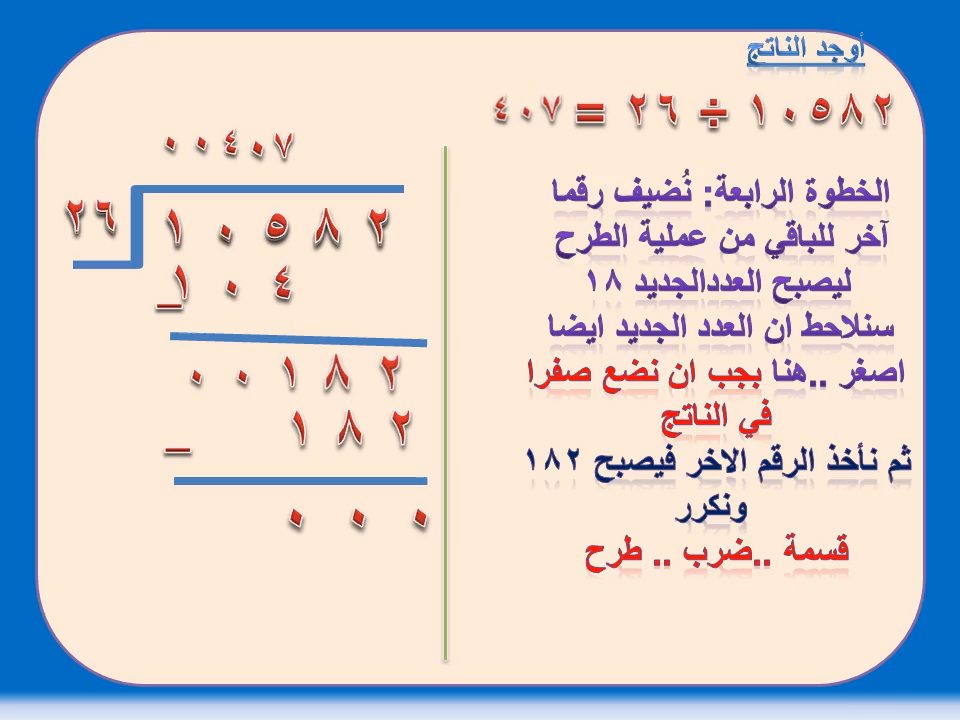 أوجد الناتج
١٠٥٨٢ ÷ ٢٦ = ٤٠٧
الخطوة الرابعة: نُضيف رقما
آخر للباقي من عملية الطرح
ليصبح العددالجديد ١٨
سنلاحظ ان العدد الجديد ايضا
اصغر ..هنا بجب ان نضع صفرا
في الناتج
ثم نأخذ الرقم الاخر فيصبح ١٨٢
ونكرر
قسمة ..ضرب .. طرح
٠٠٤٠٧
٢٦
١٠٥٨٢
_ ١٠٤
٠٠١٨٢
_ ١٨٢
٠٠٠